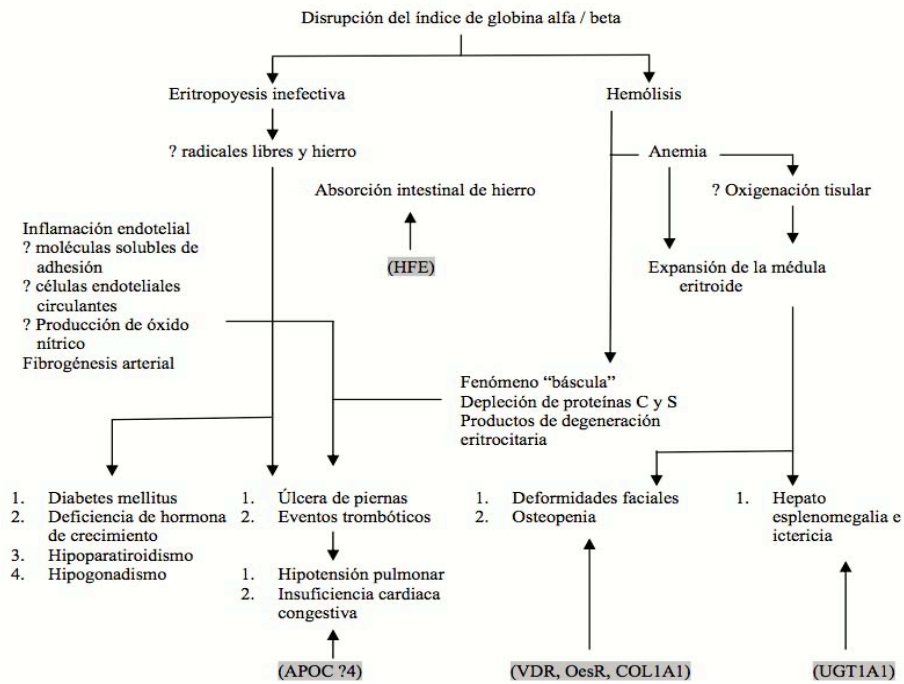 Disrupción del índice de globina alfa / beta
Eritropoyesis inefectiva
Hemólisis
? radicales libres y hierro
Anemia
Absorción intestinal de hierro
? Oxigenación tisular
Inflamación endotelial
? moléculas solubles de
adhesión
? células endoteliales
circulantes
? Producción de óxido
nítrico
Fibrogénesis arterial
(HFE)
Expansión de la médula
eritroide
Fenómeno “báscula”
Depleción de proteínas C y S
Productos de degeneración
eritrocitaria
1. Diabetes mellitus
2. Deficiencia de hormona
de crecimiento
3. Hipoparatiroidismo
4. Hipogonadismo
1. Úlcera de piernas
2. Eventos trombóticos
1. Hipotensión pulmonar
2. Insuficiencia cardiaca
congestiva
1. Deformidades faciales
2. Osteopenia
1. Hepato
esplenomegalia e
ictericia
(APOC ?4)
(VDR, OesR, COL1A1)
(UGT1A1)